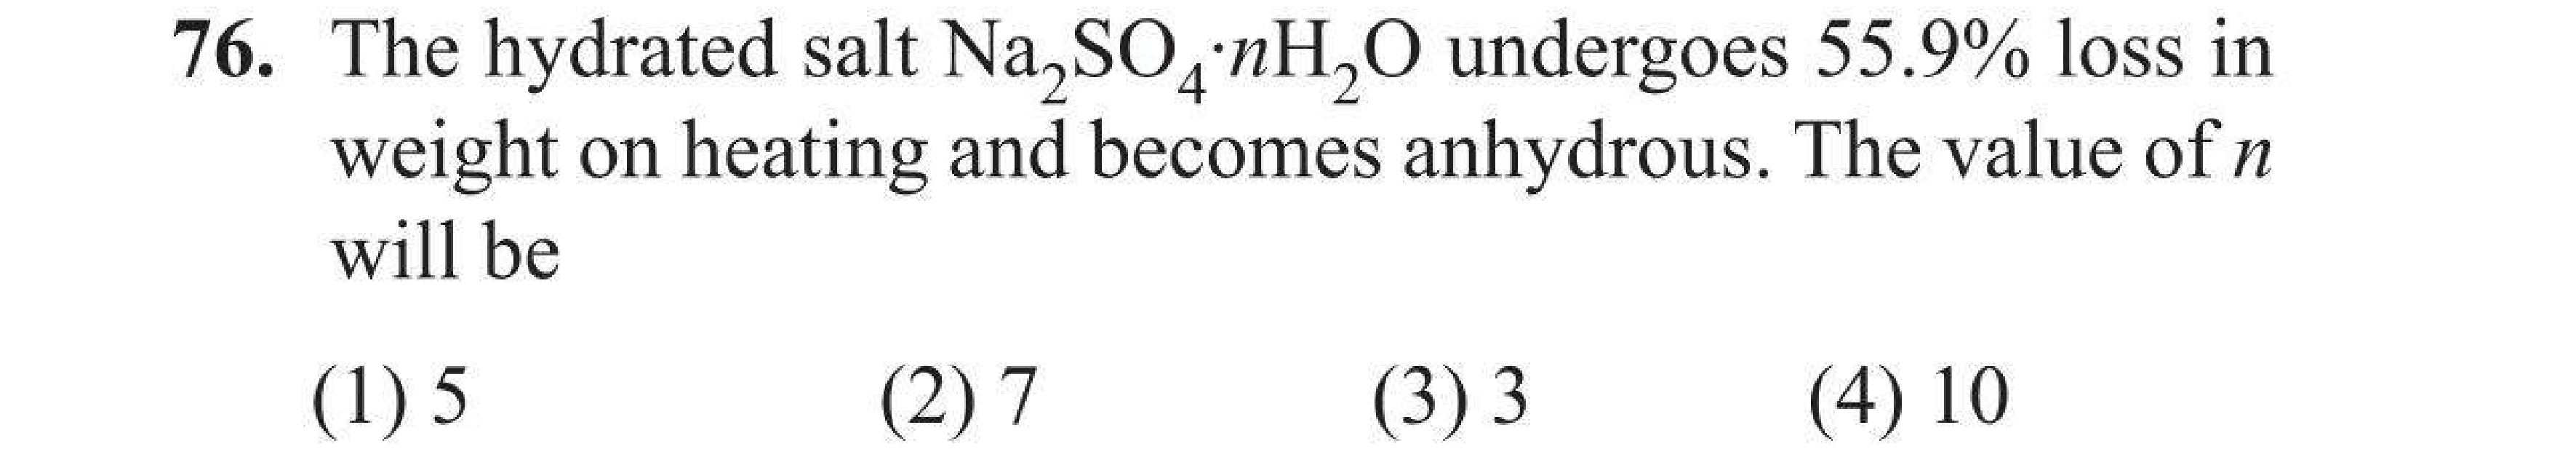 76. The hydrated salt Na₂SO₄·nH₂O undergoes 55.9% loss in
weight on heating and becomes anhydrous. The value of n
will be
(1) 5 (2) 7 (3) 3 (4) 10